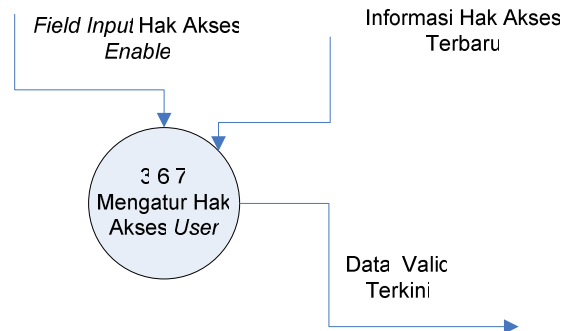 Field Input Hak Akses
Enable
Informasi Hak Akses
Terbaru
3 6 7
Mengatur Hak
Akses User
Data Valid
Terkini